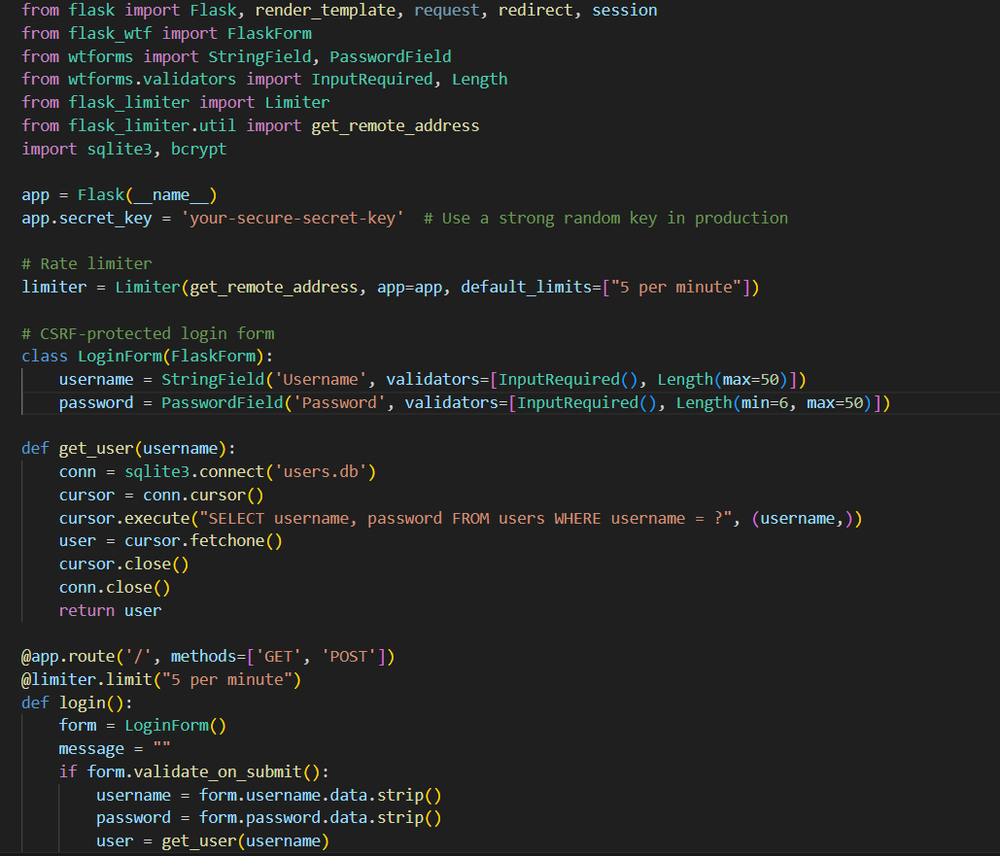 from flask import Flask, render_template, request, redirect, session
from flask_wtf import FlaskForm
from wtforms import StringField, PasswordField
from wtforms.validators import InputRequired, Length
from flask_limiter import Limiter
from flask_limiter.util import get_remote_address
import sqlite3, bcrypt

app = Flask(__name__)
app.secret_key = 'your-secure-secret-key'  # Use a strong random key in production

# Rate limiter
limiter = Limiter(get_remote_address, app=app, default_limits=["5 per minute"])

# CSRF-protected login form
class LoginForm(FlaskForm):
    username = StringField('Username', validators=[InputRequired(), Length(max=50)])
    password = PasswordField('Password', validators=[InputRequired(), Length(min=6, max=50)])

def get_user(username):
    conn = sqlite3.connect('users.db')
    cursor = conn.cursor()
    cursor.execute("SELECT username, password FROM users WHERE username = ?", (username,))
    user = cursor.fetchone()
    cursor.close()
    conn.close()
    return user

@app.route('/', methods=['GET', 'POST'])
@limiter.limit("5 per minute")
def login():
    form = LoginForm()
    message = ""
    if form.validate_on_submit():
        username = form.username.data.strip()
        password = form.password.data.strip()
        user = get_user(username)